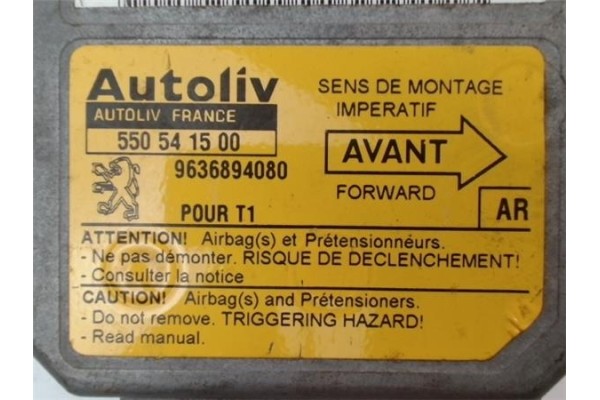 Autoliv
AUTOLIV FRANCE
550 54 15 00
9636894080
POUR T1
SENS DE MONTAGE
IMPERATIF
AVANT
FORWARD
AR
ATTENTION! Airbag(s) et Prétensionnéurs.
- Ne pas démonter. RISQUE DE DECLENCHEMENT!
- Consulter la notice
CAUTION! Airbag(s) and Prétensioners.
- Do not remove. TRIGGERING HAZARD!
- Read manual.